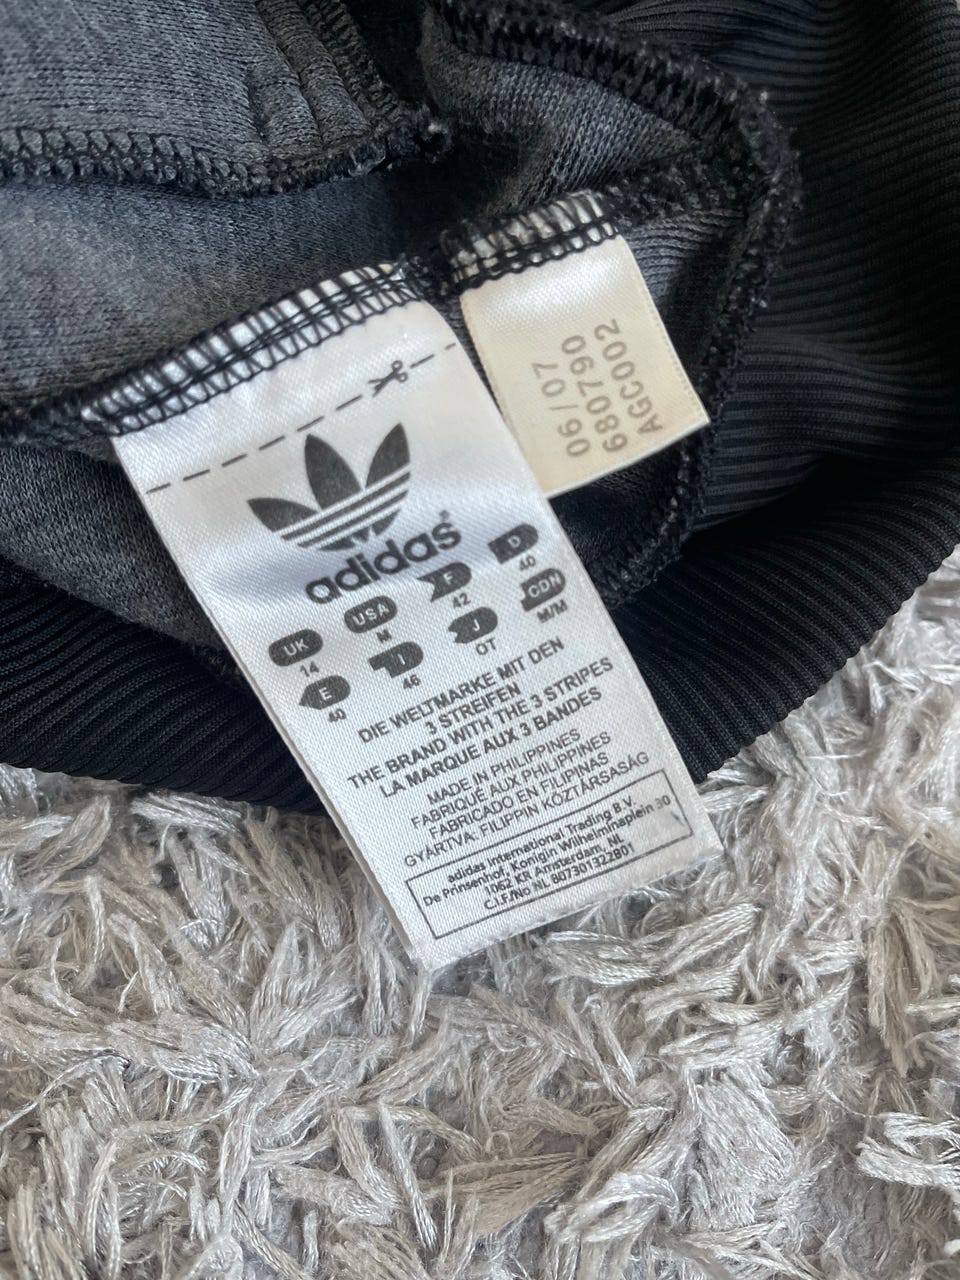 06/07
680790
AGC002
adidas®
UK 14
USA M
F 42
D 40
E 40
I 46
J OT
CDN M/M
DIE WELTMARKE MIT DEN
3 STREIFEN
THE BRAND WITH THE 3 STRIPES
LA MARQUE AUX 3 BANDES
MADE IN PHILIPPINES
FABRIQUÉ AUX PHILIPPINES
FABRICADO EN FILIPINAS
GYÁRTVA: FILIPPIN KÖZTÁRSASÁG
adidas International Trading B.V.
De Prinsenhof, Konigin Wilhelminaplein 30
1062 KR Amsterdam, NL
C.I.F/No NL 807301322B01